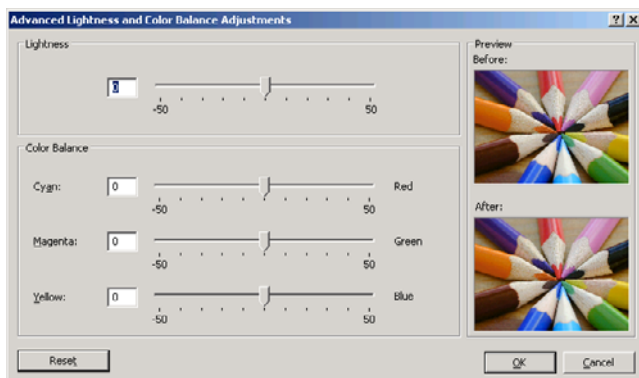 Advanced Lightness and Color Balance Adjustments
Lightness
0
-50 50
Color Balance
Cyan: 0 Red
-50 50
Magenta: 0 Green
-50 50
Yellow: 0 Blue
-50 50
Preview
Before:
After:
Reset
OK
Cancel